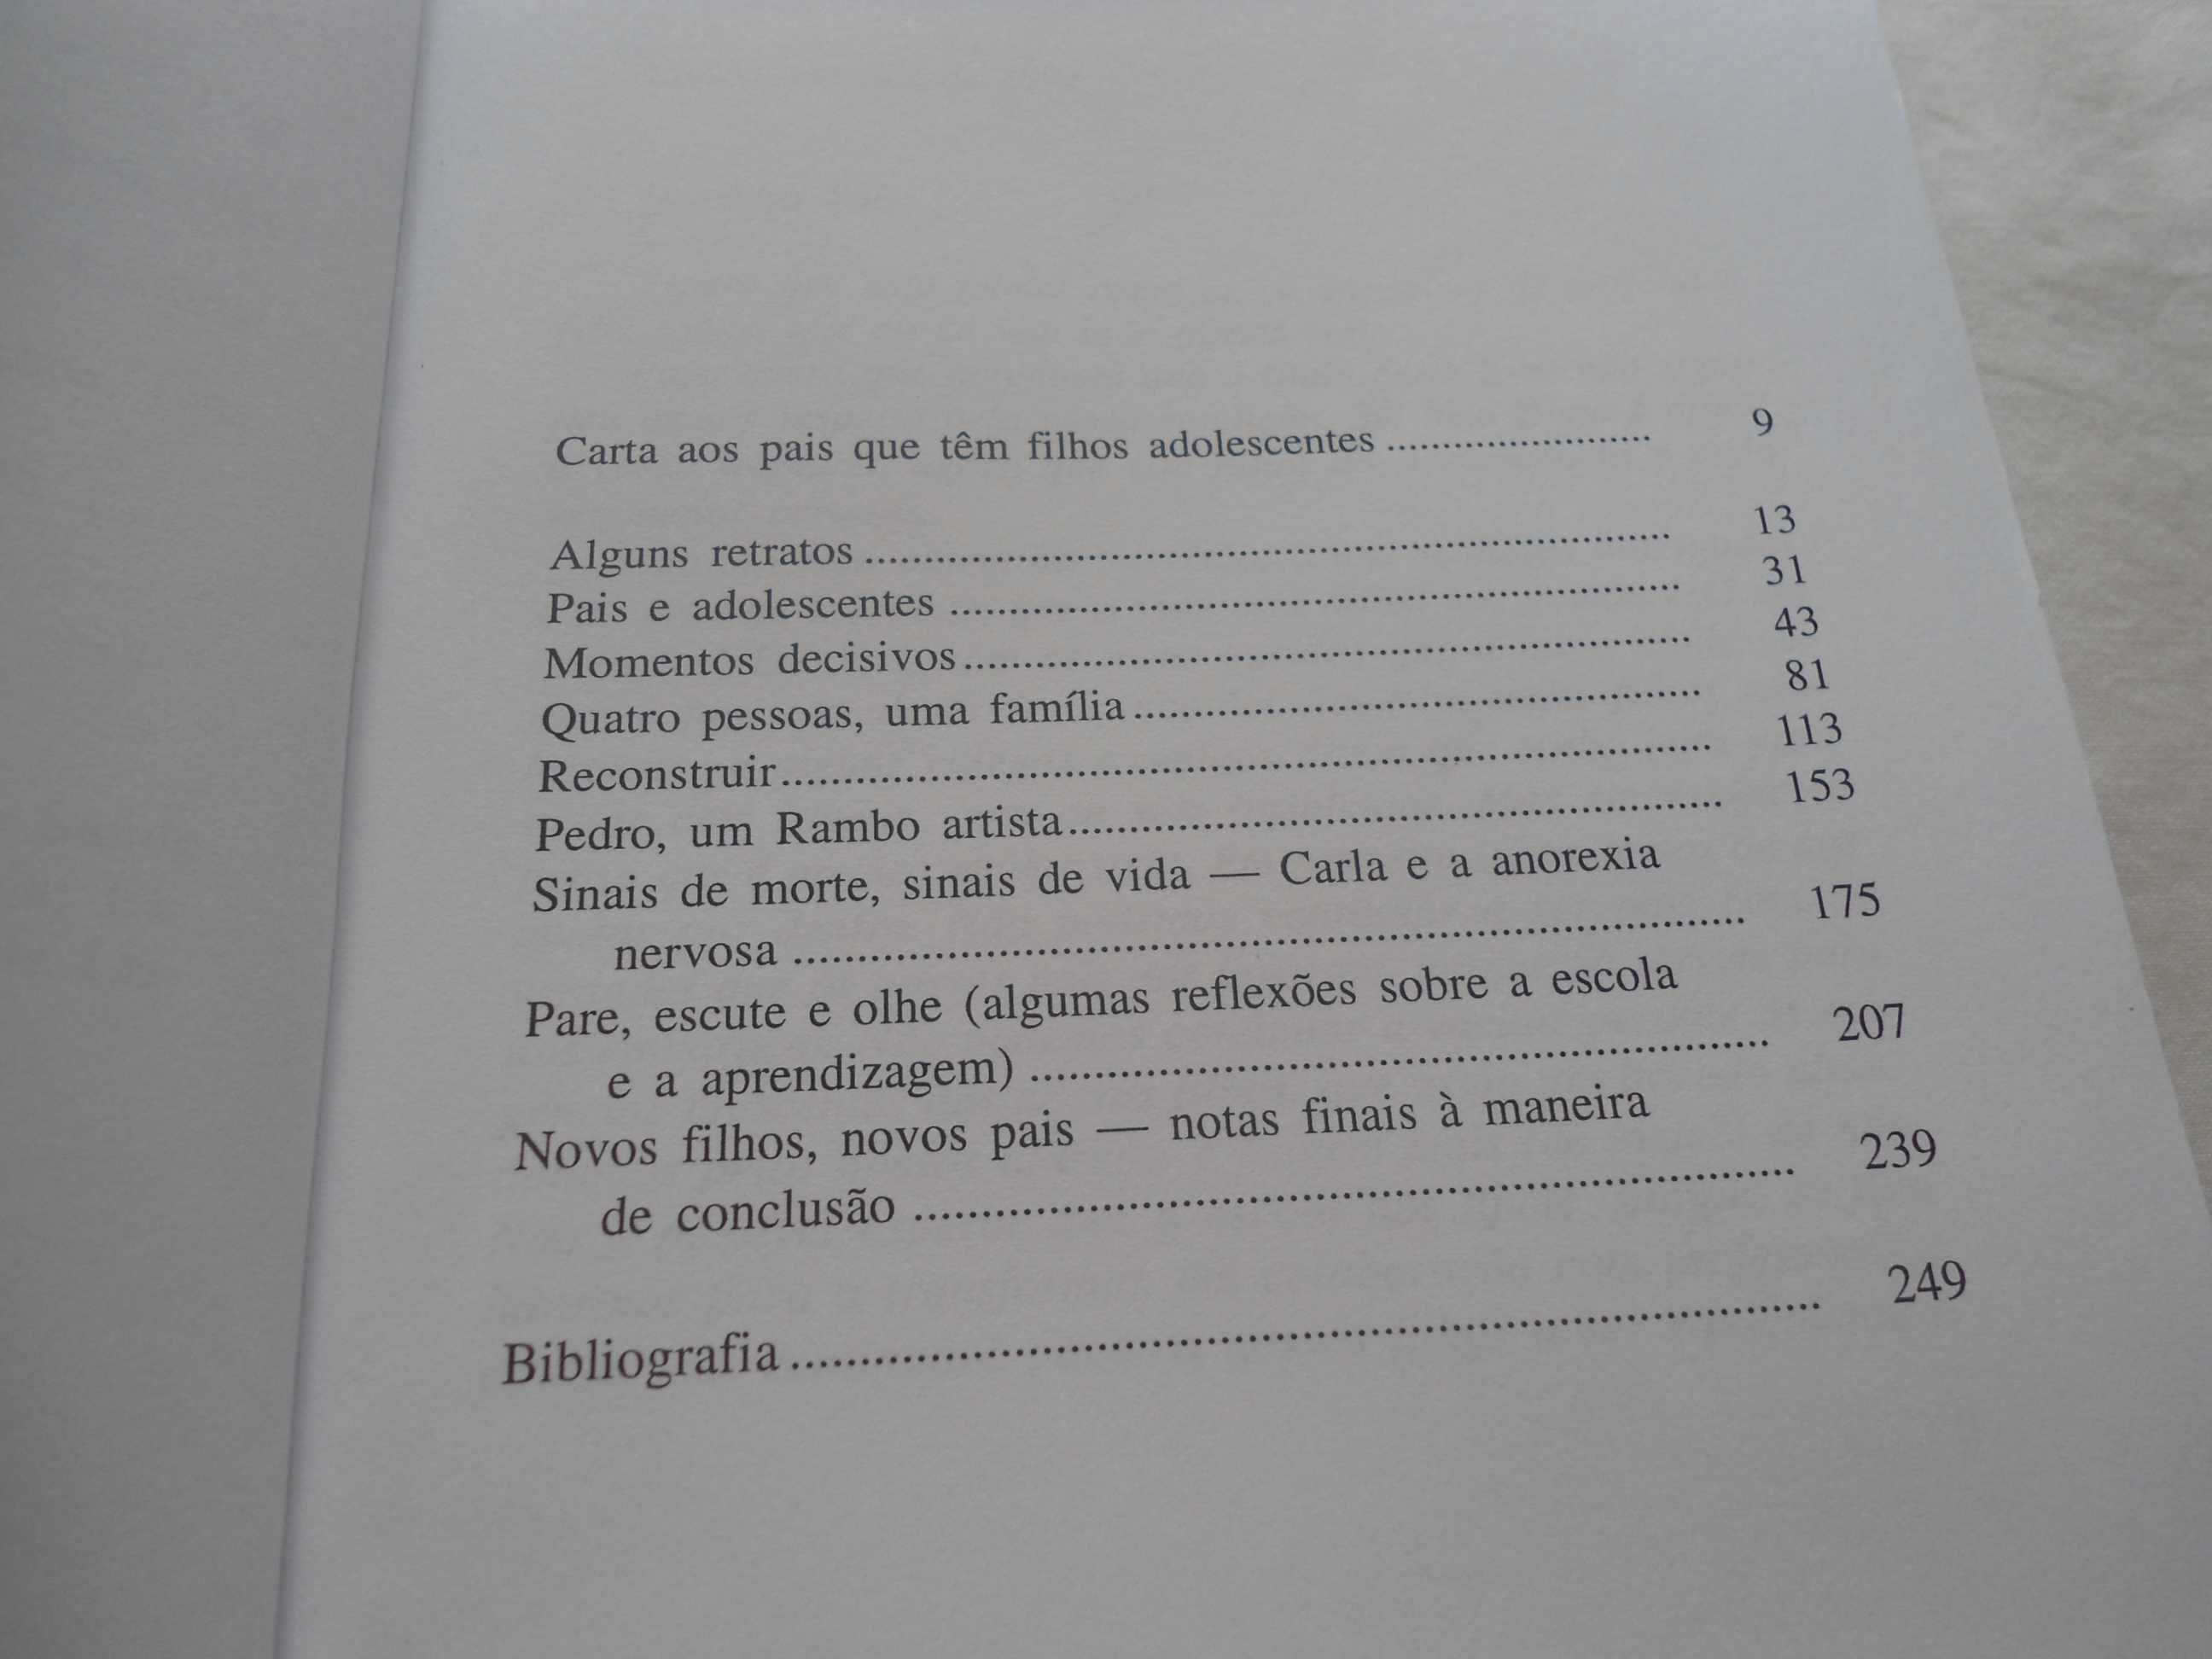 Carta aos pais que têm filhos adolescentes ........................ 9
Alguns retratos ........................ 13
Pais e adolescentes ........................ 31
Momentos decisivos ........................ 43
Quatro pessoas, uma família ........................ 81
Reconstruir ........................ 113
Pedro, um Rambo artista ........................ 153
Sinais de morte, sinais de vida — Carla e a anorexia
nervosa ........................ 175
Pare, escute e olhe (algumas reflexões sobre a escola
e a aprendizagem) ........................ 207
Novos filhos, novos pais — notas finais à maneira
de conclusão ........................ 239
Bibliografia ........................ 249